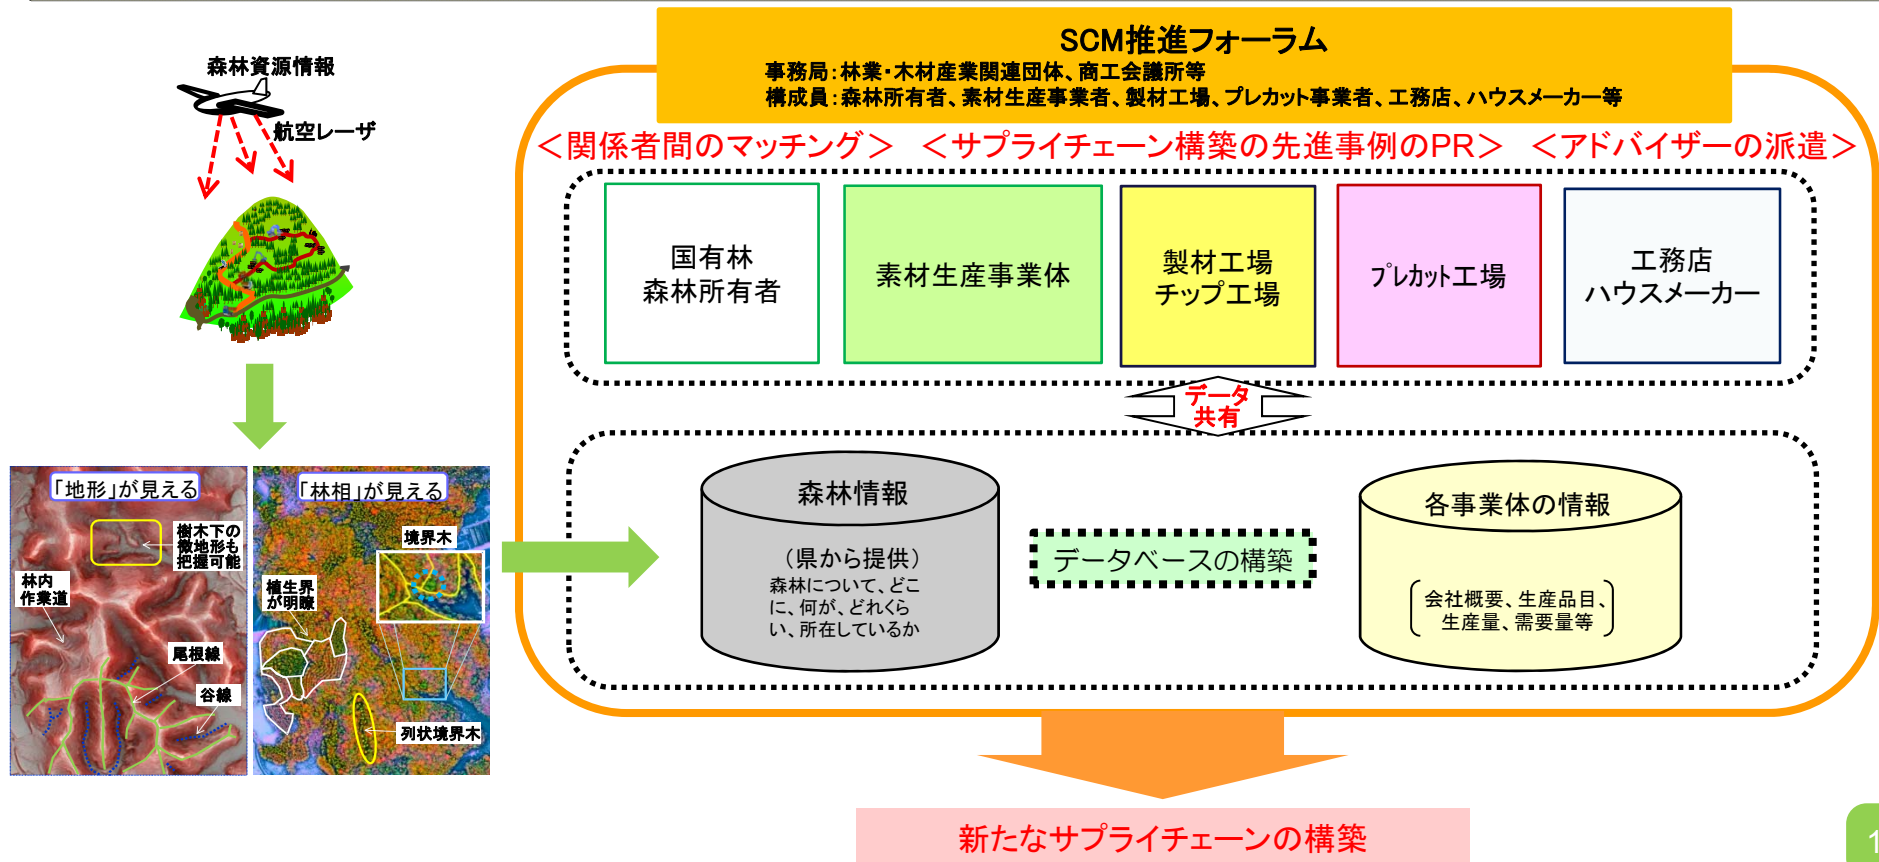 SCM推進フォーラム
事務局：林業・木材産業関連団体、商工会議所等
構成員：森林所有者、素材生産事業者、製材工場、プレカット事業者、工務店、ハウスメーカー等
＜関係者間のマッチング＞　＜サプライチェーン構築の先進事例のPR＞　＜アドバイザーの派遣＞
森林資源情報
航空レーザ
国有林
森林所有者
素材生産事業体
製材工場
チップ工場
プレカット工場
工務店
ハウスメーカー
データ
共有
「地形」が見える
樹木下の
微地形も
把握可能
林内
作業道
尾根線
谷線
「林相」が見える
境界木
植生界
が明瞭
列状境界木
森林情報
（県から提供）
森林について、どこ
に、何が、どれくら
い、所在しているか
データベースの構築
各事業体の情報
会社概要、生産品目、
生産量、需要量等
新たなサプライチェーンの構築
1